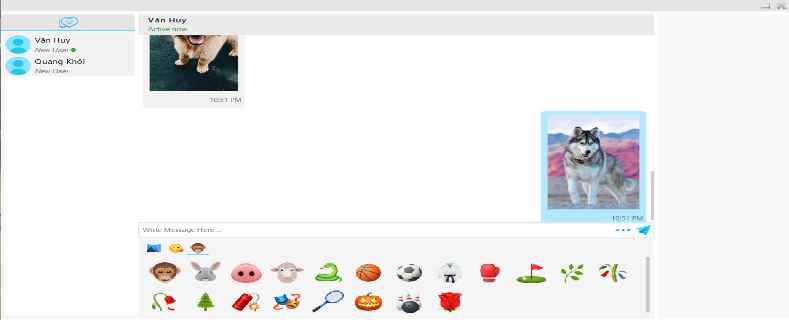 Văn Huy
New User
Quang Khôi
New User
Văn Huy
Active now
10:51 PM
10:51 PM
Write Message Here ...